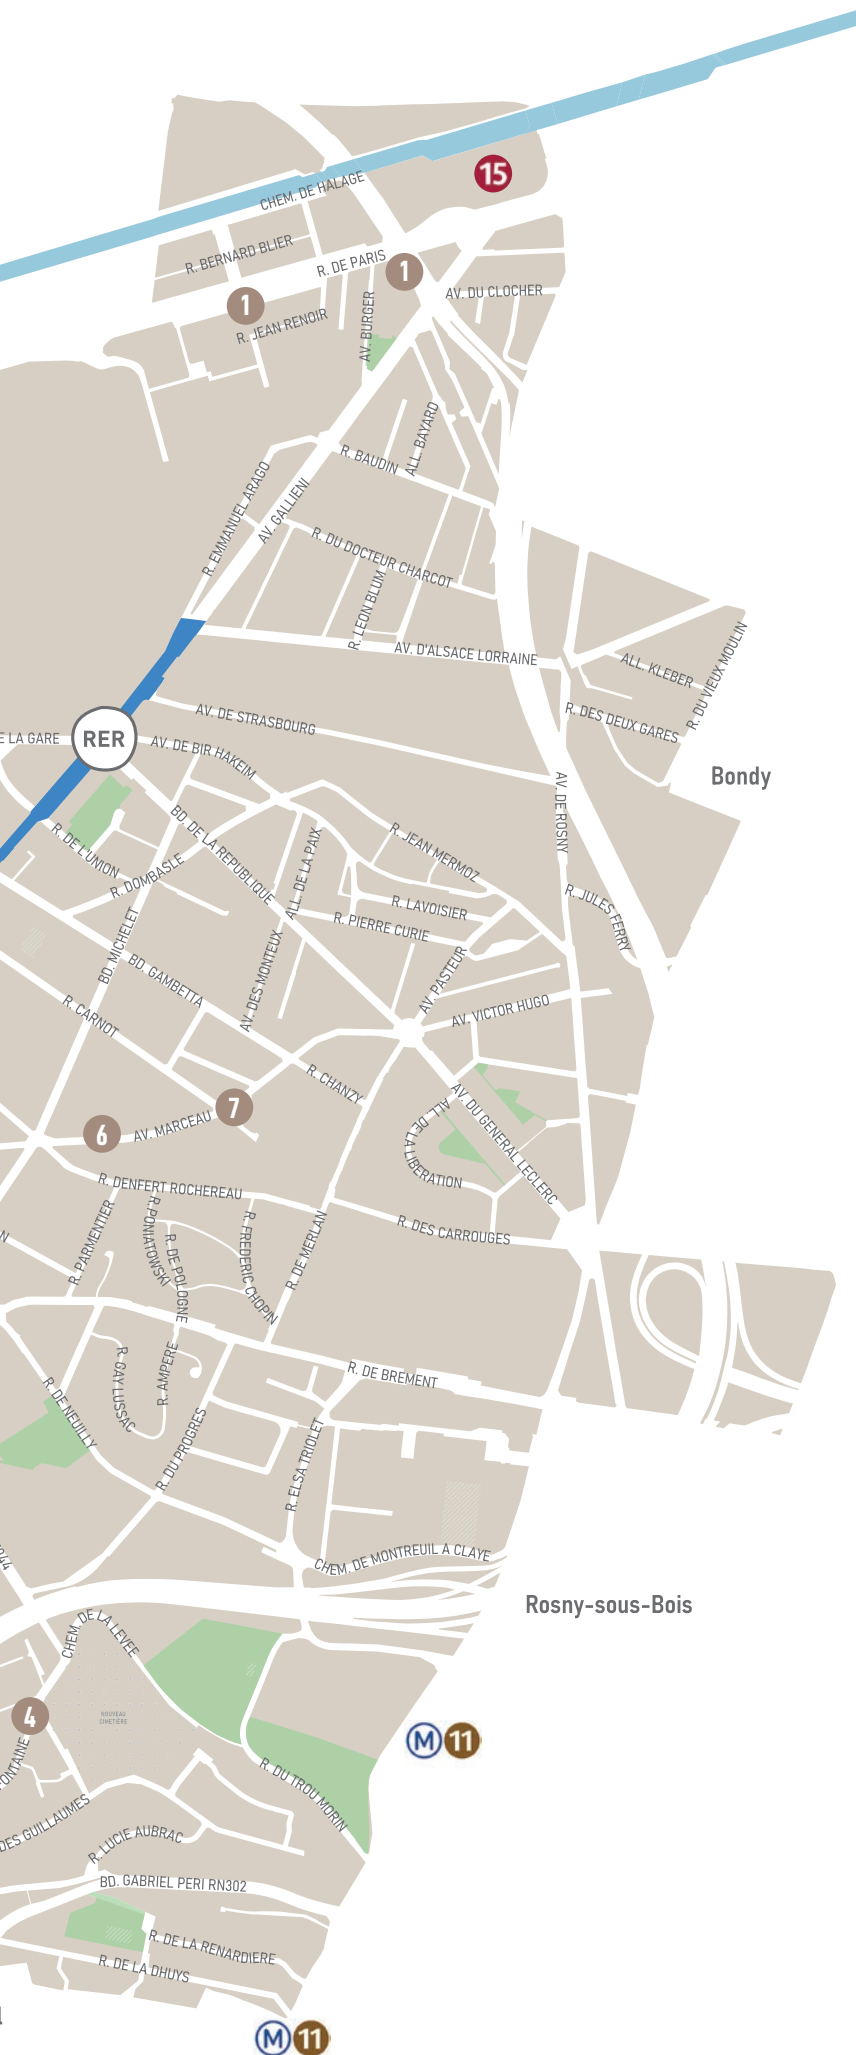 15
CHEM. DE HALAGE
R. BERNARD BLIER
R. DE PARIS
1
AV. DU CLOCHER
1
R. JEAN RENOIR
AV. BURGER
ALL. BAYARD
R. BAUDIN
R. EMMANUEL ARAGO
AV. GALLIENI
R. DU DOCTEUR CHARCOT
R. LEON BLUM
AV. D'ALSACE LORRAINE
ALL. KLEBER
R. DU VIEUX MOULIN
R. DES DEUX GARES
AV. DE STRASBOURG
E LA GARE
RER
AV. DE BIR HAKEIM
Bondy
AV. DE ROSNY
R. DE L'UNION
BD. DE LA REPUBLIQUE
R. JEAN MERMOZ
R. DOMBASLE
ALL. DE LA PAIX
R. LAVOISIER
R. JULES FERRY
R. PIERRE CURIE
BD. MICHELET
BD. GAMBETTA
AV. DES MONTEUX
AV. PASTEUR
R. CARNOT
AV. VICTOR HUGO
R. CHANZY
7
6
AV. MARCEAU
AV. DU GENERAL LECLERC
ALL. DE LA LIBERATION
R. DENFERT ROCHEREAU
R. DES CARROUGES
N
R. PARMENTIER
R. PONIATOWSKI
R. DE POLOGNE
R. FREDERIC CHOPIN
R. DE MERLAN
R. GAY LUSSAC
R. AMPERE
R. DE BREMENT
R. DE NEUILLY
R. DU PROGRES
R. ELSA TRIOLET
CHEM. DE MONTREUIL A CLAYE
944
Rosny-sous-Bois
CHEM. DE LA LEVEE
NOUVEAU
CIMETIÈRE
4
M 11
ONTAINE
R. DU TROU MORIN
DES GUILLAUMES
R. LUCIE AUBRAC
BD. GABRIEL PERI RN302
R. DE LA RENARDIERE
R. DE LA DHUYS
M 11